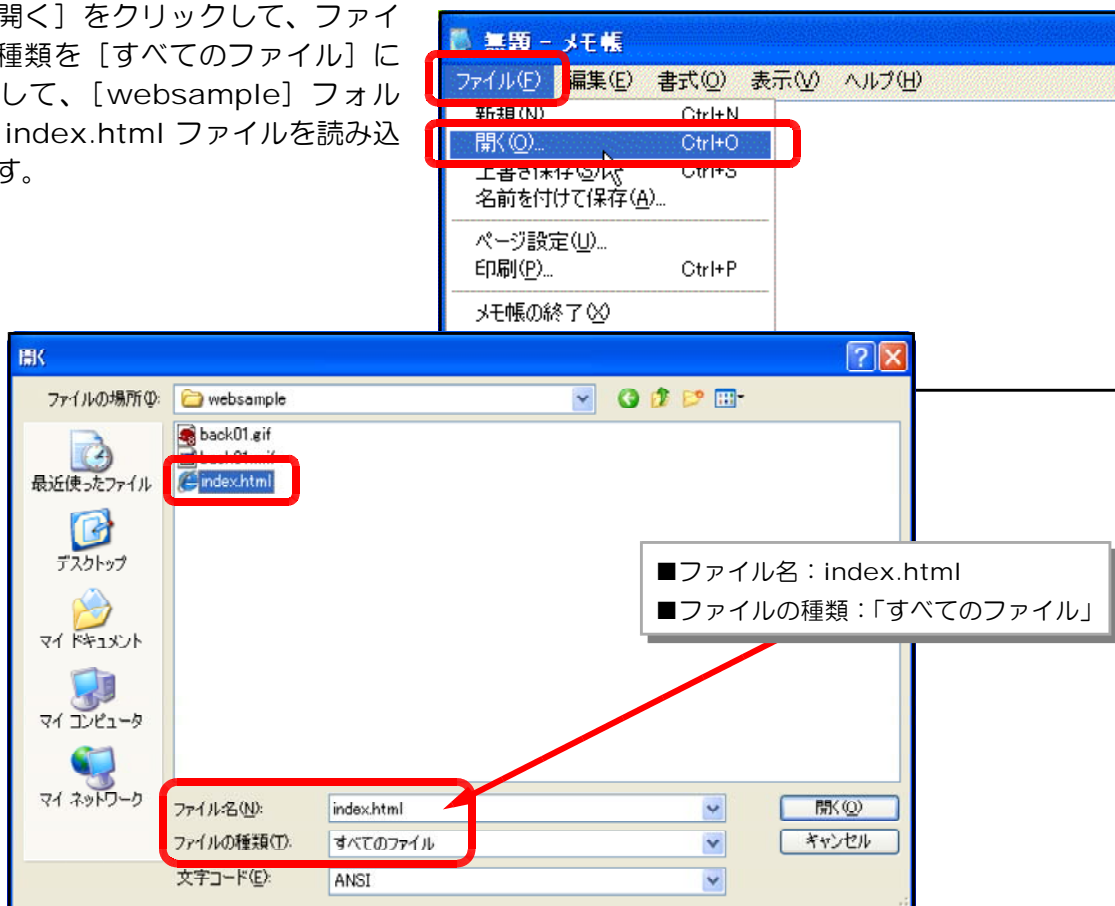 開く］をクリックして、ファイ
種類を［すべてのファイル］に
して、［websample］フォル
index.html ファイルを読み込
す。
無題 - メモ帳
ファイル(F) 編集(E) 書式(O) 表示(V) ヘルプ(H)
新規(N) Ctrl+N
開く(O)... Ctrl+O
上書き保存(S) Ctrl+S
名前を付けて保存(A)...
ページ設定(U)...
印刷(P)... Ctrl+P
メモ帳の終了(X)
開く
ファイルの場所(I): websample
back01.gif
index.html
最近使ったファイル
デスクトップ
マイ ドキュメント
マイ コンピュータ
マイ ネットワーク
■ファイル名：index.html
■ファイルの種類：「すべてのファイル」
ファイル名(N): index.html 開く(O)
ファイルの種類(T): すべてのファイル キャンセル
文字コード(E): ANSI